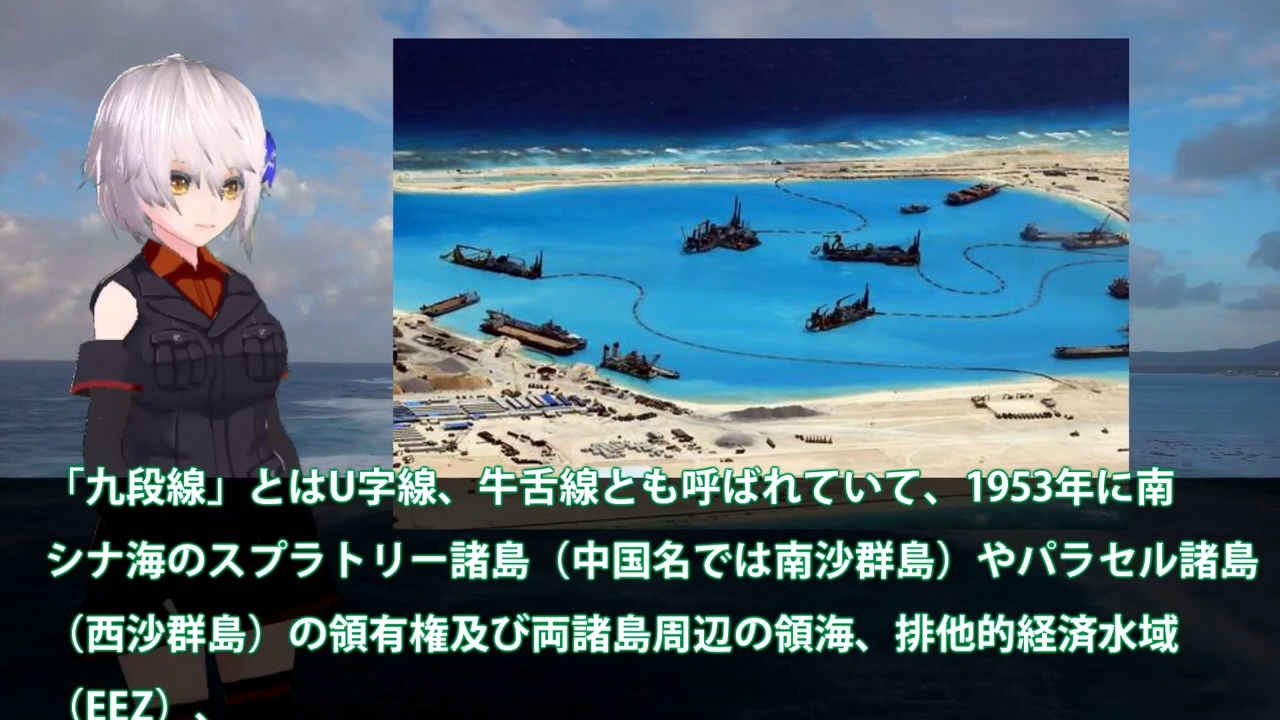 「九段線」とはU字線、牛舌線とも呼ばれていて、1953年に南
シナ海のスプラトリー諸島（中国名では南沙群島）やパラセル諸島
（西沙群島）の領有権及び両諸島周辺の領海、排他的経済水域
（EEZ）、